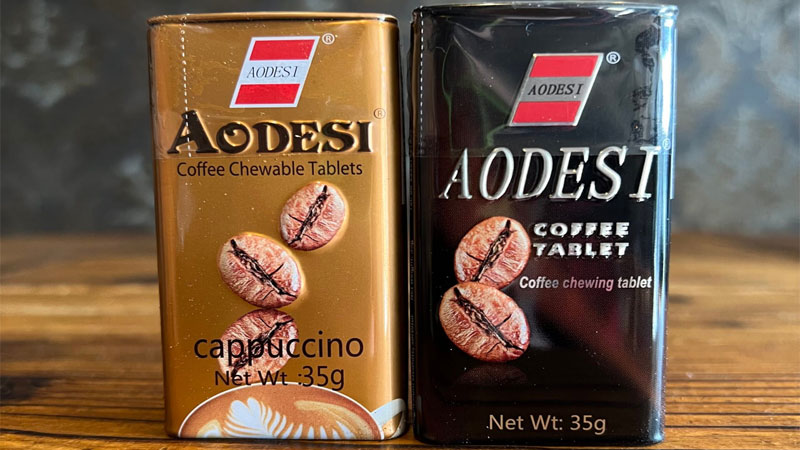 AODESI ®
AODESI ®
Coffee Chewable Tablets
cappuccino
Net Wt :35g
AODESI ®
AODESI
COFFEE
TABLET
Coffee chewing tablet
Net Wt: 35g